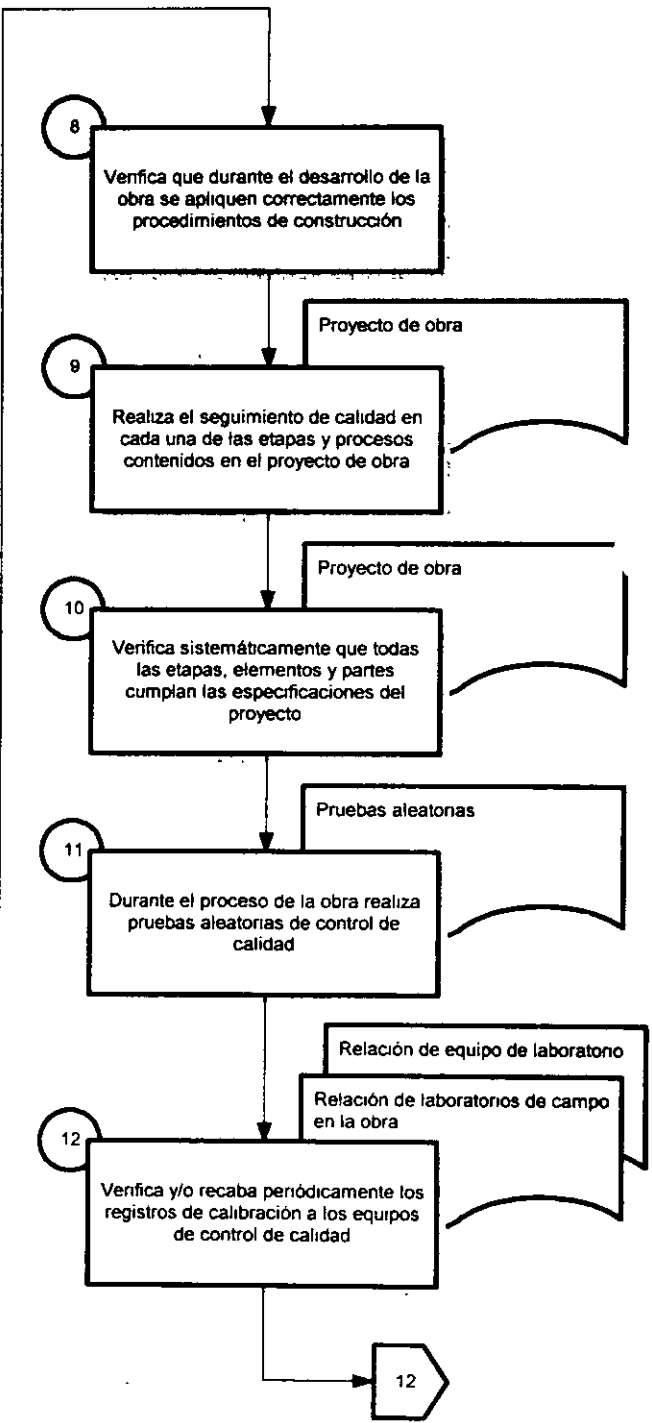 8
Verifica que durante el desarrollo de la
obra se apliquen correctamente los
procedimientos de construcción
Proyecto de obra
9
Realiza el seguimiento de calidad en
cada una de las etapas y procesos
contenidos en el proyecto de obra
Proyecto de obra
10
Verifica sistemáticamente que todas
las etapas, elementos y partes
cumplan las especificaciones del
proyecto
Pruebas aleatorias
11
Durante el proceso de la obra realiza
pruebas aleatorias de control de
calidad
Relación de equipo de laboratorio
Relación de laboratorios de campo
en la obra
12
Verifica y/o recaba periódicamente los
registros de calibración a los equipos
de control de calidad
12